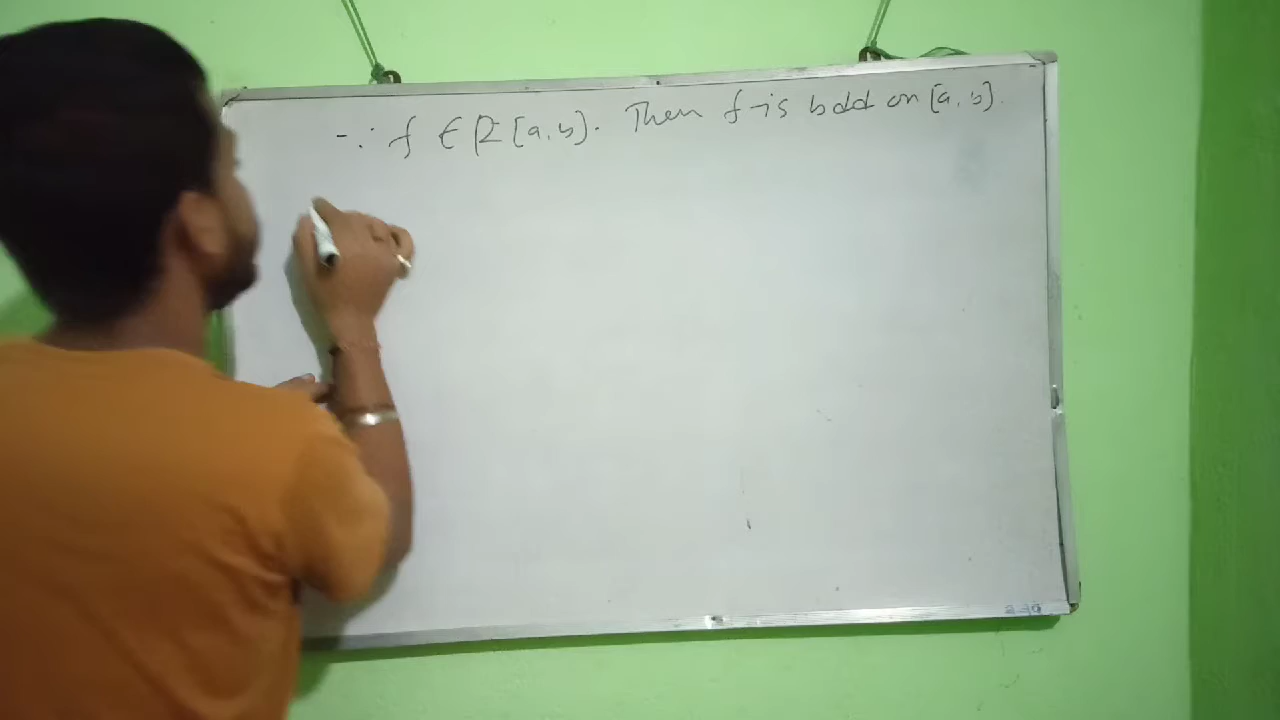 ∵ f ∈ R[a,b]. Then f is bdd on [a,b].